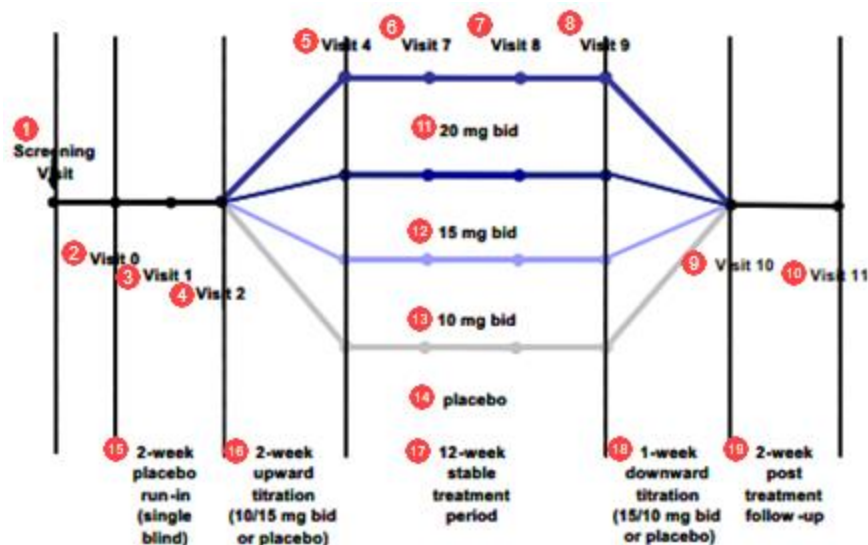 5 Visit 4
6 Visit 7
7 Visit 8
8 Visit 9
1 Screening
Visit
11 20 mg bid
2 Visit 0
3 Visit 1
4 Visit 2
12 15 mg bid
9 Visit 10
10 Visit 11
13 10 mg bid
14 placebo
15 2-week
placebo
run-in
(single
blind)
16 2-week
upward
titration
(10/15 mg bid
or placebo)
17 12-week
stable
treatment
period
18 1-week
downward
titration
(15/10 mg bid
or placebo)
19 2-week
post
treatment
follow -up